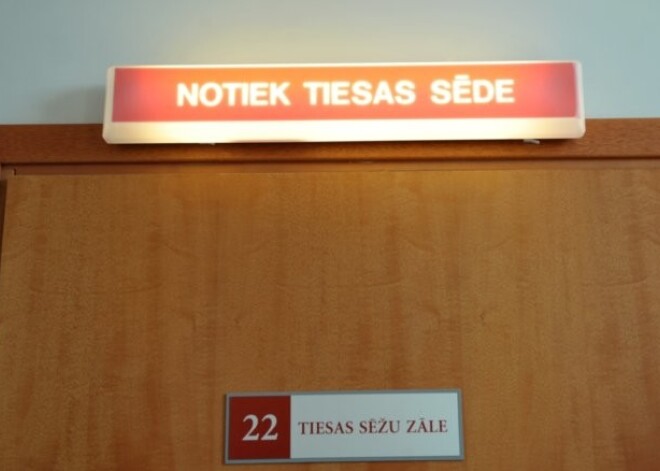 NOTIEK TIESAS SĒDE
22 TIESAS SĒŽU ZĀLE